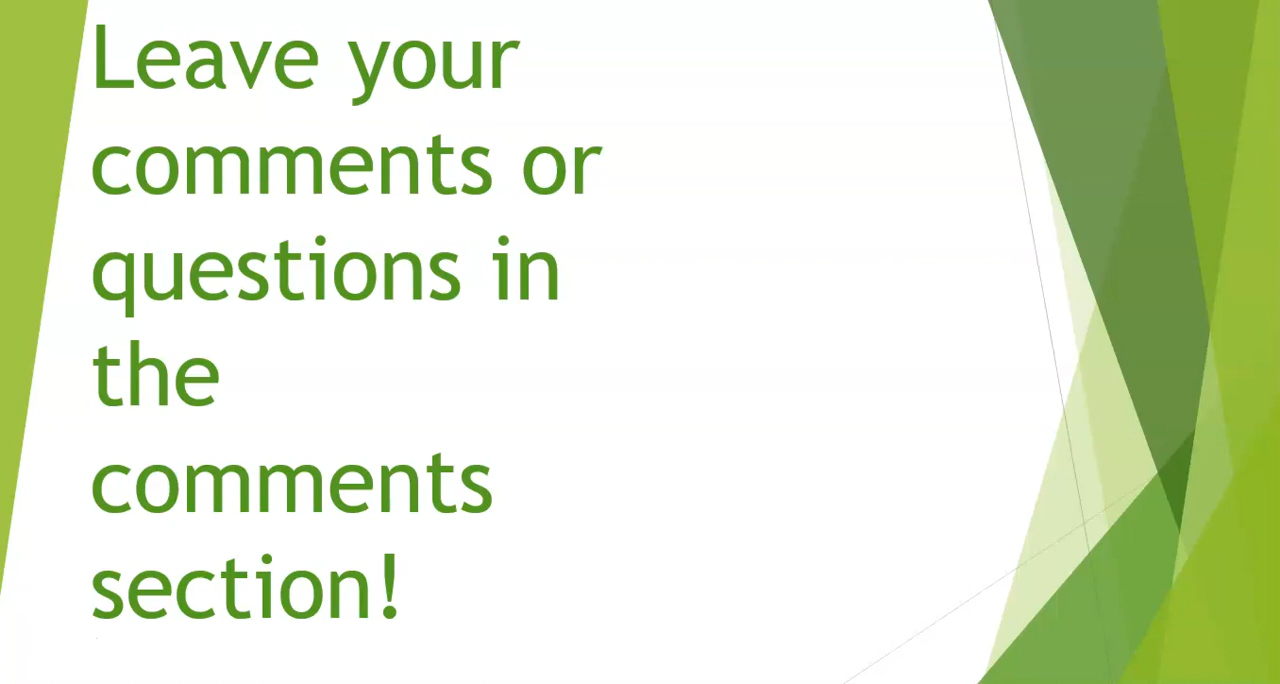 Leave your
comments or
questions in
the
comments
section!